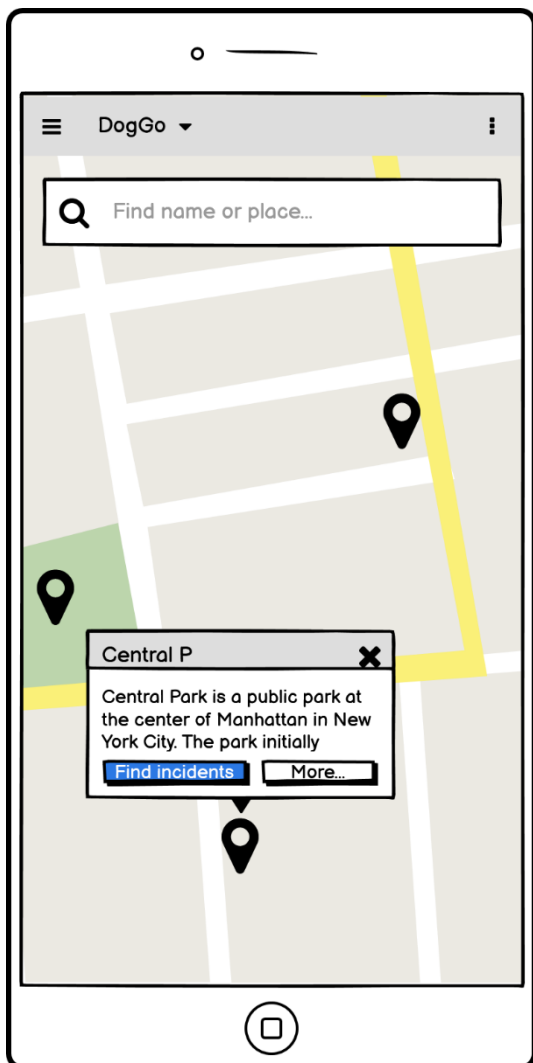 DogGo
Find name or place...
Central P
Central Park is a public park at
the center of Manhattan in New
York City. The park initially
Find incidents More...